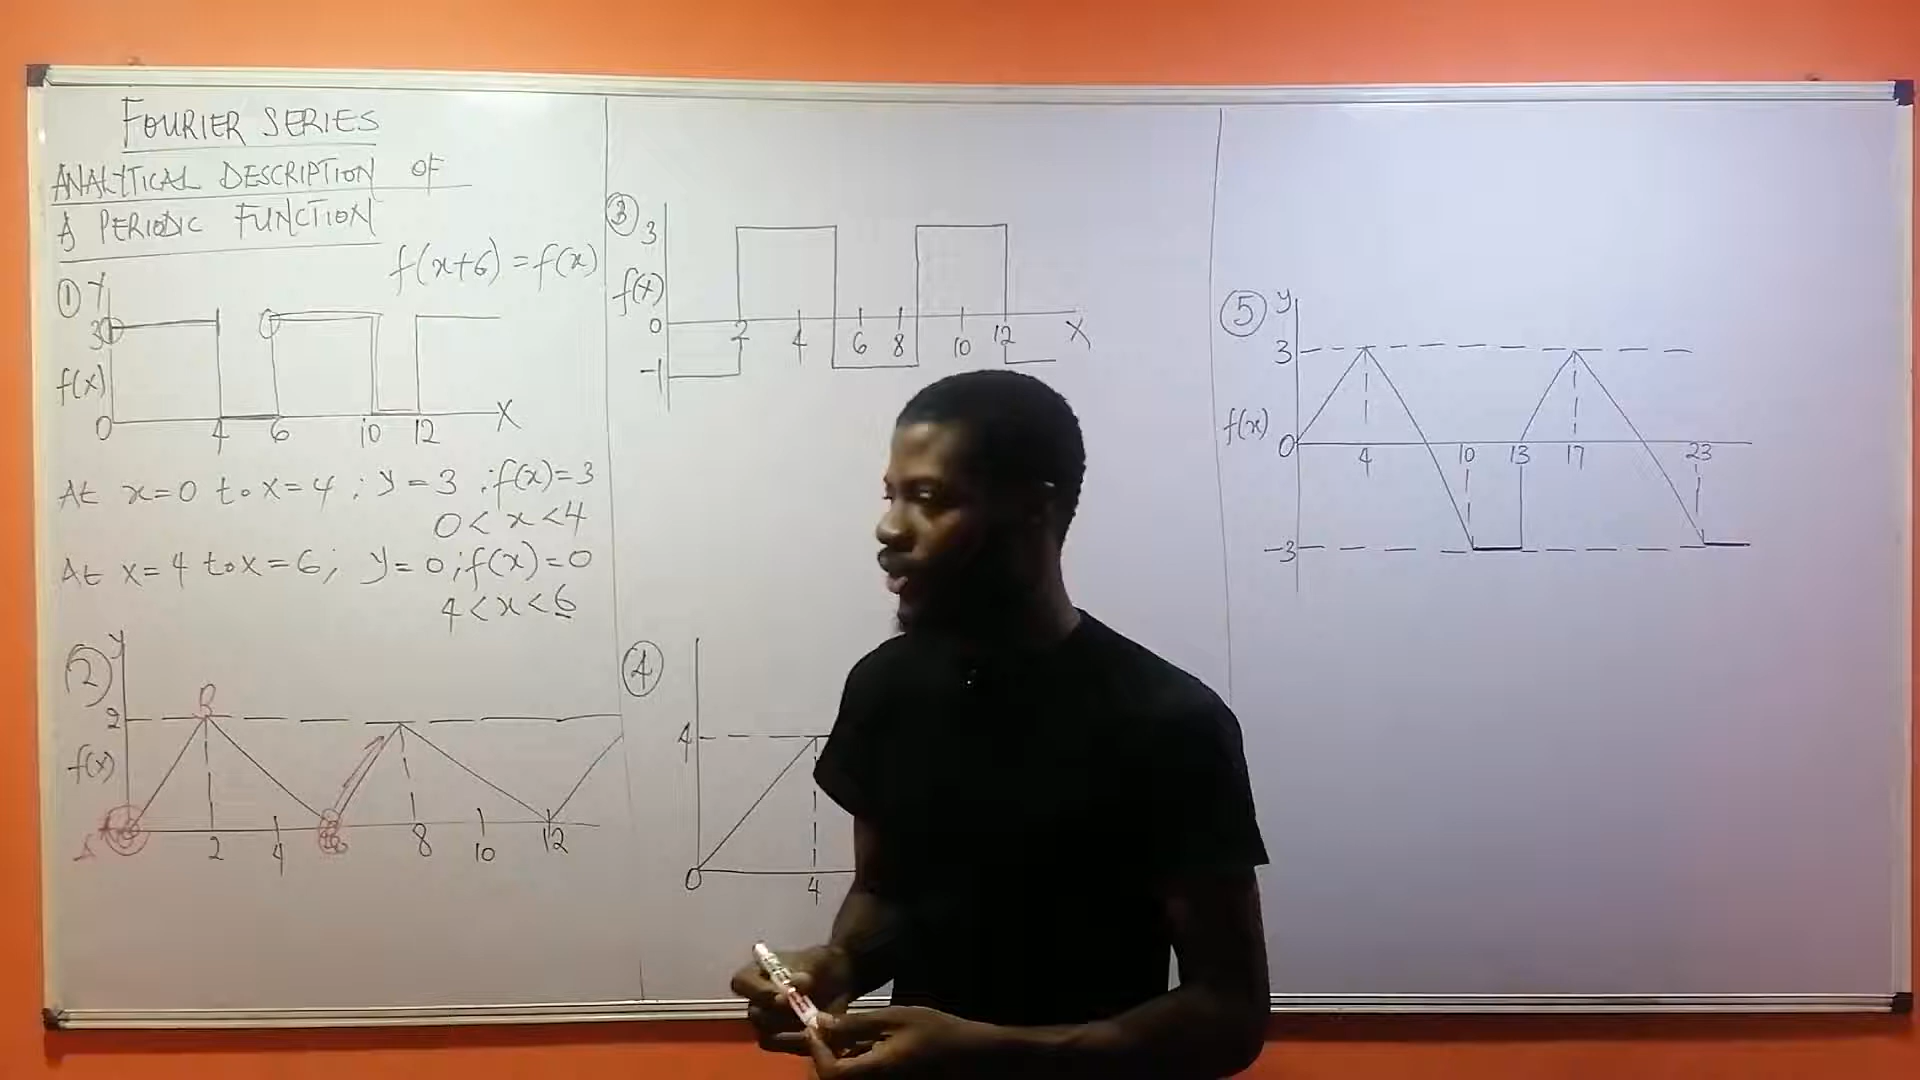 FOURIER SERIES
ANALYTICAL DESCRIPTION OF
A PERIODIC FUNCTION
f(x+6) = f(x)
① Y
3
f(x)
0 4 6 10 12 X
At x=0 to x=4 ; y=3 ; f(x)=3
0 < x < 4
At x=4 to x=6 ; y=0 ; f(x)=0
4 < x < 6
② y
B
2
f(x)
A
2 4 8 10 12
③
3
f(x)
0 2 4 6 8 10 12 X
-1
④
4
0 4
⑤ y
3
f(x)
0 4 10 13 17 23
-3